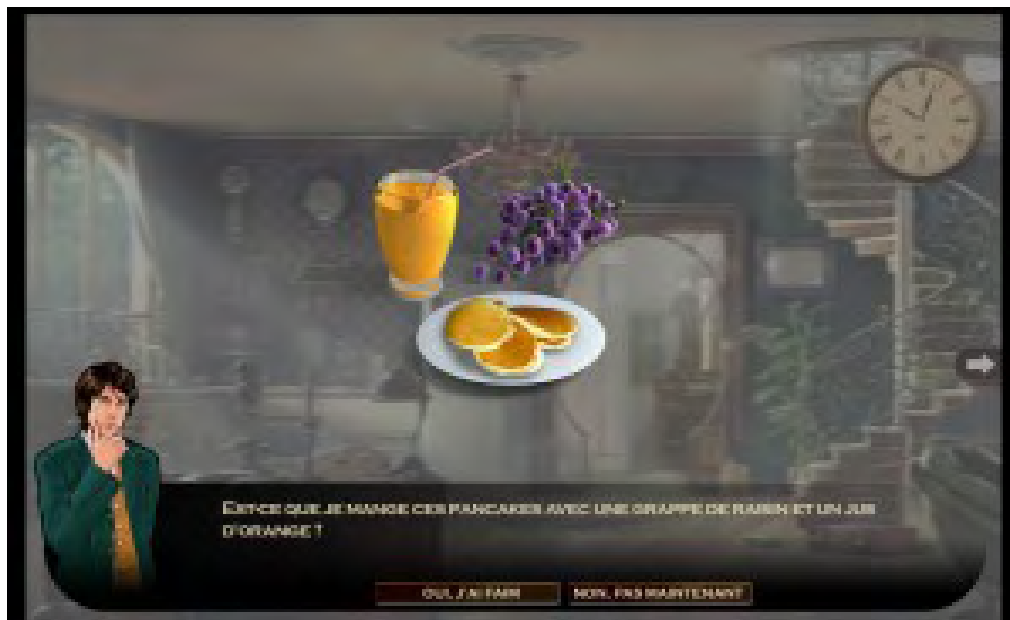 EST-CE QUE JE MANGE CES PANCAKES AVEC UNE GRAPPE DE RAISIN ET UN JUS
D'ORANGE ?
OUI, J'AI FAIM
NON, PAS MAINTENANT